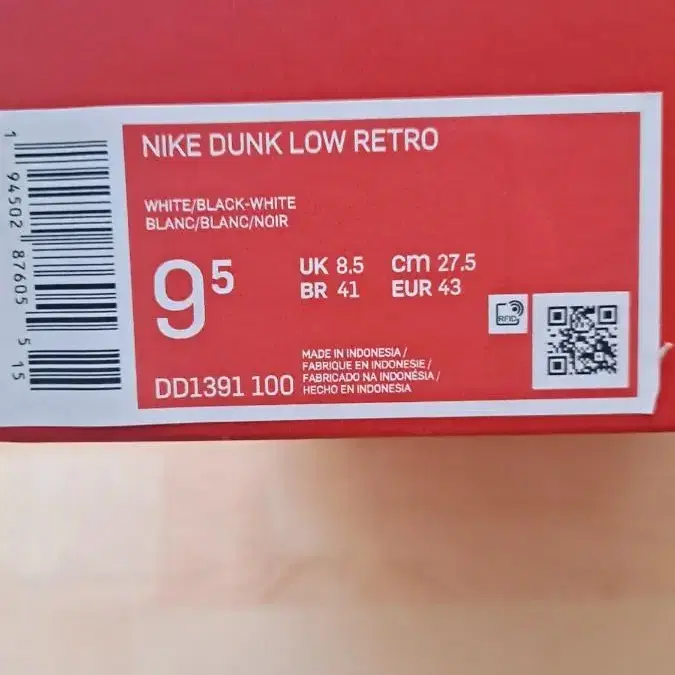 NIKE DUNK LOW RETRO
WHITE/BLACK-WHITE
BLANC/BLANC/NOIR
9 5
UK 8.5 cm 27.5
BR 41 EUR 43
RFID
DD1391 100
MADE IN INDONESIA /
FABRIQUE EN INDONESIE /
FABRICADO NA INDONÉSIA /
HECHO EN INDONESIA
1 94502 87605 5 15